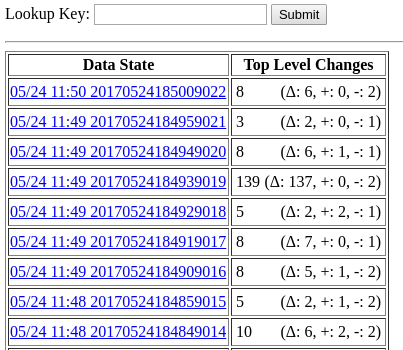 Lookup Key: Submit
Data State Top Level Changes
05/24 11:50 20170524185009022 8 (Δ: 6, +: 0, -: 2)
05/24 11:49 20170524184959021 3 (Δ: 2, +: 0, -: 1)
05/24 11:49 20170524184949020 8 (Δ: 6, +: 1, -: 1)
05/24 11:49 20170524184939019 139 (Δ: 137, +: 0, -: 2)
05/24 11:49 20170524184929018 5 (Δ: 2, +: 2, -: 1)
05/24 11:49 20170524184919017 8 (Δ: 7, +: 0, -: 1)
05/24 11:49 20170524184909016 8 (Δ: 5, +: 1, -: 2)
05/24 11:48 20170524184859015 5 (Δ: 2, +: 1, -: 2)
05/24 11:48 20170524184849014 10 (Δ: 6, +: 2, -: 2)